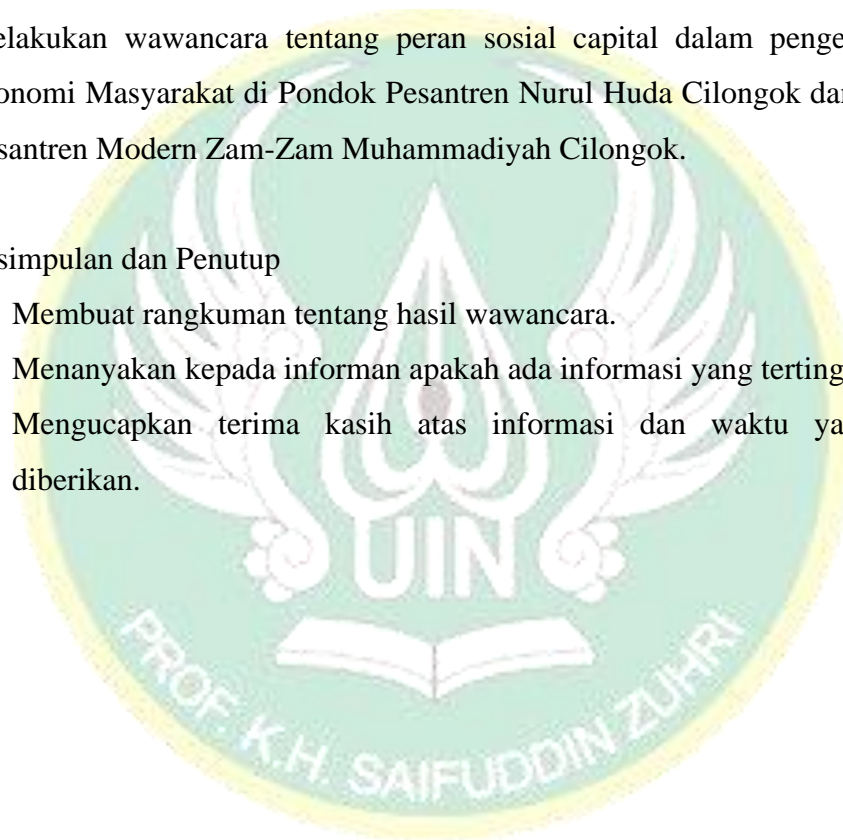 elakukan wawancara tentang peran sosial capital dalam penge
onomi Masyarakat di Pondok Pesantren Nurul Huda Cilongok dan
santren Modern Zam-Zam Muhammadiyah Cilongok.
simpulan dan Penutup
Membuat rangkuman tentang hasil wawancara.
Menanyakan kepada informan apakah ada informasi yang terting
Mengucapkan terima kasih atas informasi dan waktu ya
diberikan.
UIN
PROF. K.H. SAIFUDDIN ZUHRI